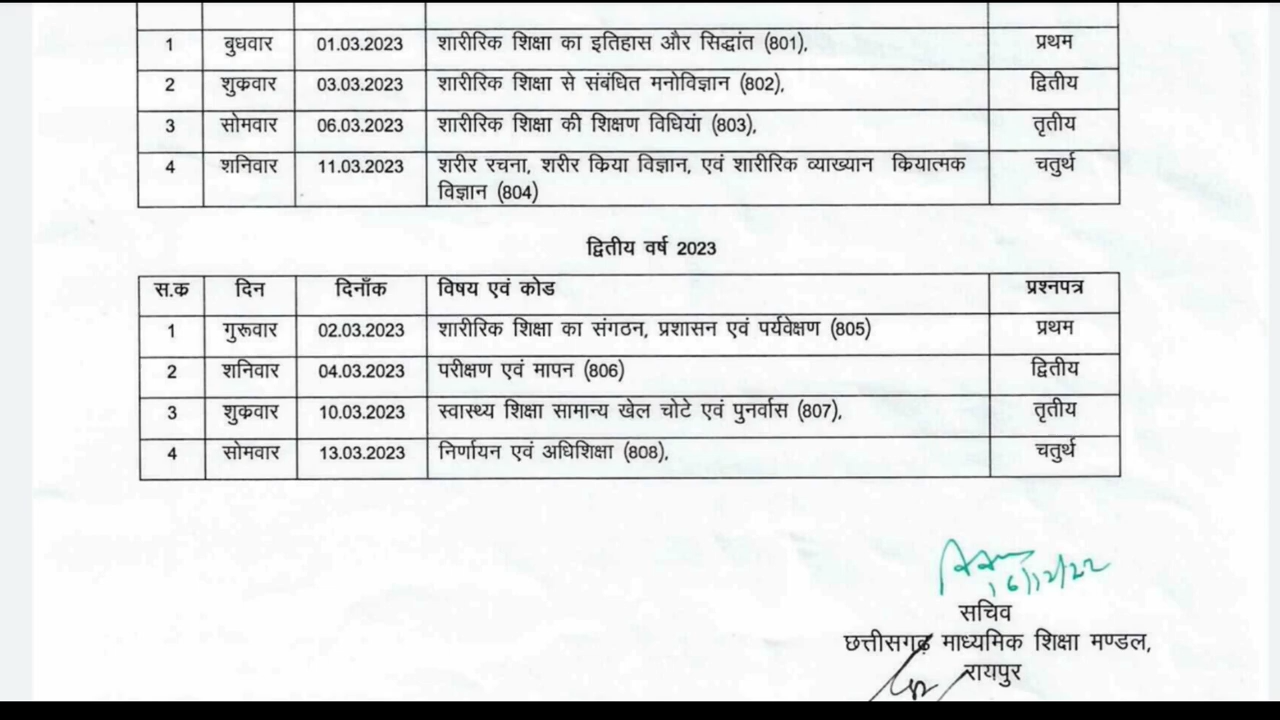 1 बुधवार 01.03.2023 शारीरिक शिक्षा का इतिहास और सिद्धांत (801), प्रथम
2 शुक्रवार 03.03.2023 शारीरिक शिक्षा से संबंधित मनोविज्ञान (802), द्वितीय
3 सोमवार 06.03.2023 शारीरिक शिक्षा की शिक्षण विधियां (803), तृतीय
4 शनिवार 11.03.2023 शरीर रचना, शरीर किया विज्ञान, एवं शारीरिक व्याख्यान कियात्मक चतुर्थ
विज्ञान (804)
द्वितीय वर्ष 2023
स.क दिन दिनाँक विषय एवं कोड प्रश्नपत्र
1 गुरूवार 02.03.2023 शारीरिक शिक्षा का संगठन, प्रशासन एवं पर्यवेक्षण (805) प्रथम
2 शनिवार 04.03.2023 परीक्षण एवं मापन (806) द्वितीय
3 शुक्रवार 10.03.2023 स्वास्थ्य शिक्षा सामान्य खेल चोटे एवं पुनर्वास (807), तृतीय
4 सोमवार 13.03.2023 निर्णायन एवं अधिशिक्षा (808), चतुर्थ
16/12/22
सचिव
छत्तीसगढ़ माध्यमिक शिक्षा मण्डल,
रायपुर